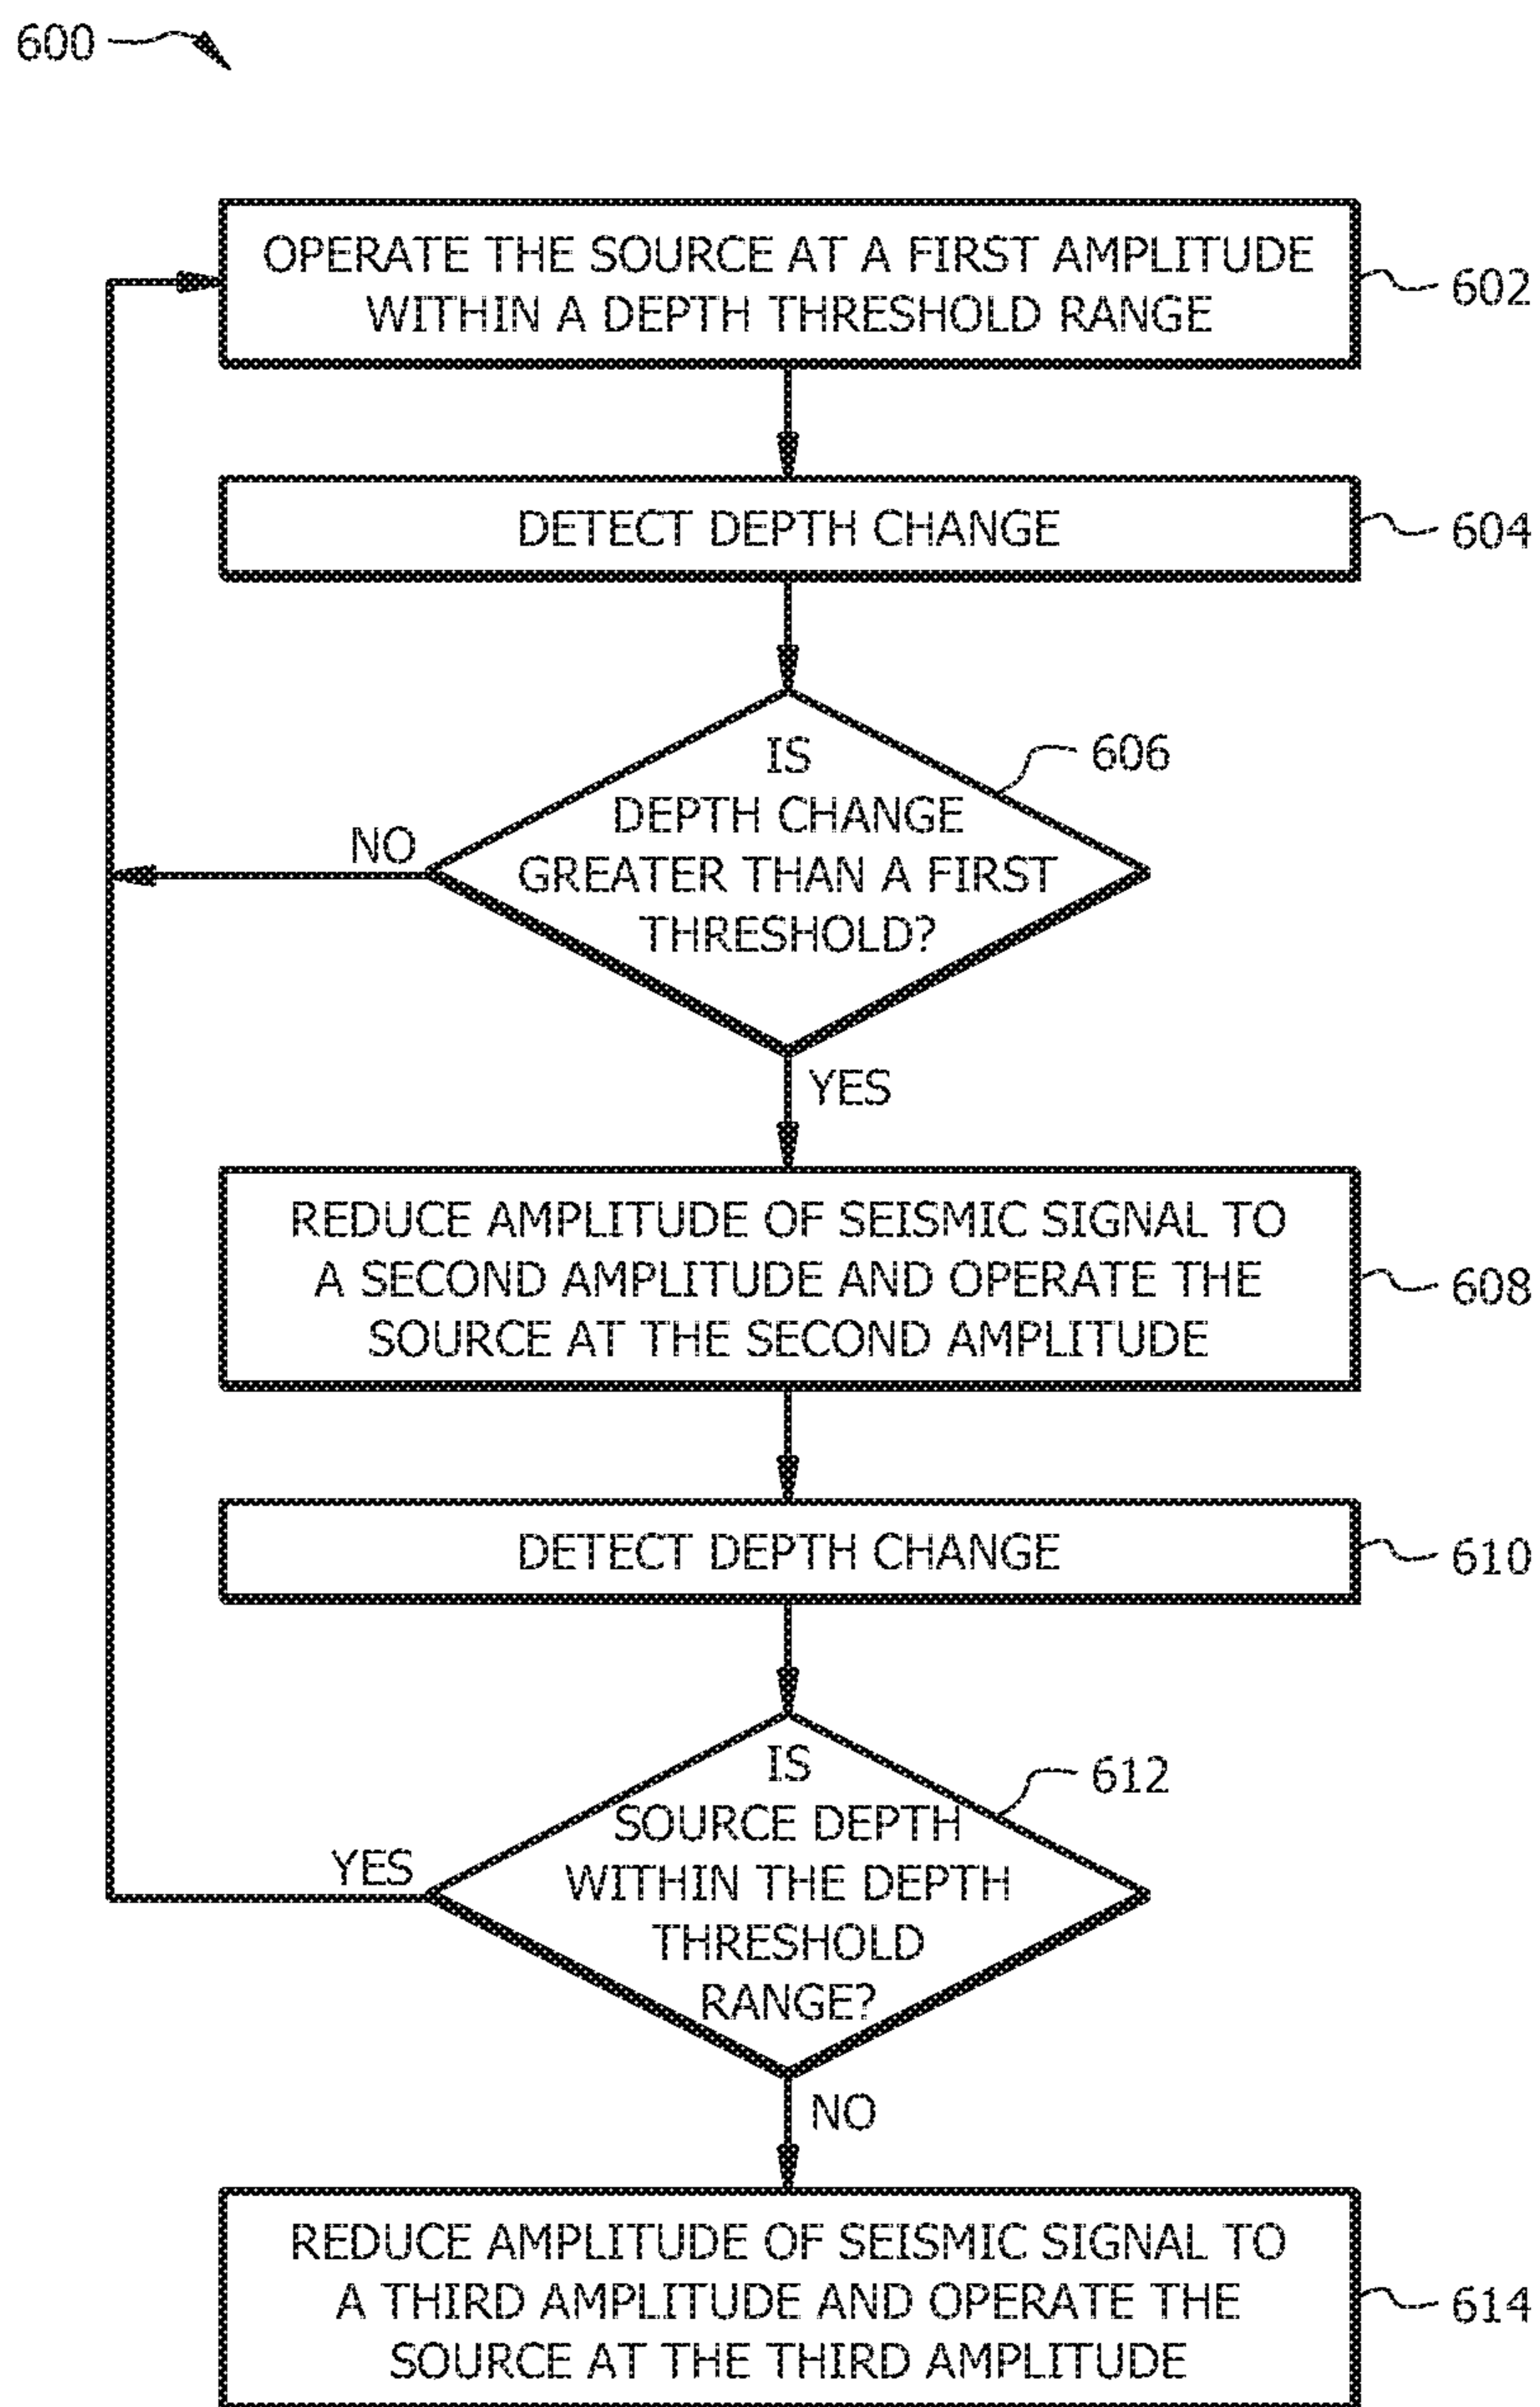 600
OPERATE THE SOURCE AT A FIRST AMPLITUDE
WITHIN A DEPTH THRESHOLD RANGE
602
DETECT DEPTH CHANGE
604
IS
DEPTH CHANGE
GREATER THAN A FIRST
THRESHOLD?
606
NO
YES
REDUCE AMPLITUDE OF SEISMIC SIGNAL TO
A SECOND AMPLITUDE AND OPERATE THE
SOURCE AT THE SECOND AMPLITUDE
608
DETECT DEPTH CHANGE
610
IS
SOURCE DEPTH
WITHIN THE DEPTH
THRESHOLD
RANGE?
612
YES
NO
REDUCE AMPLITUDE OF SEISMIC SIGNAL TO
A THIRD AMPLITUDE AND OPERATE THE
SOURCE AT THE THIRD AMPLITUDE
614